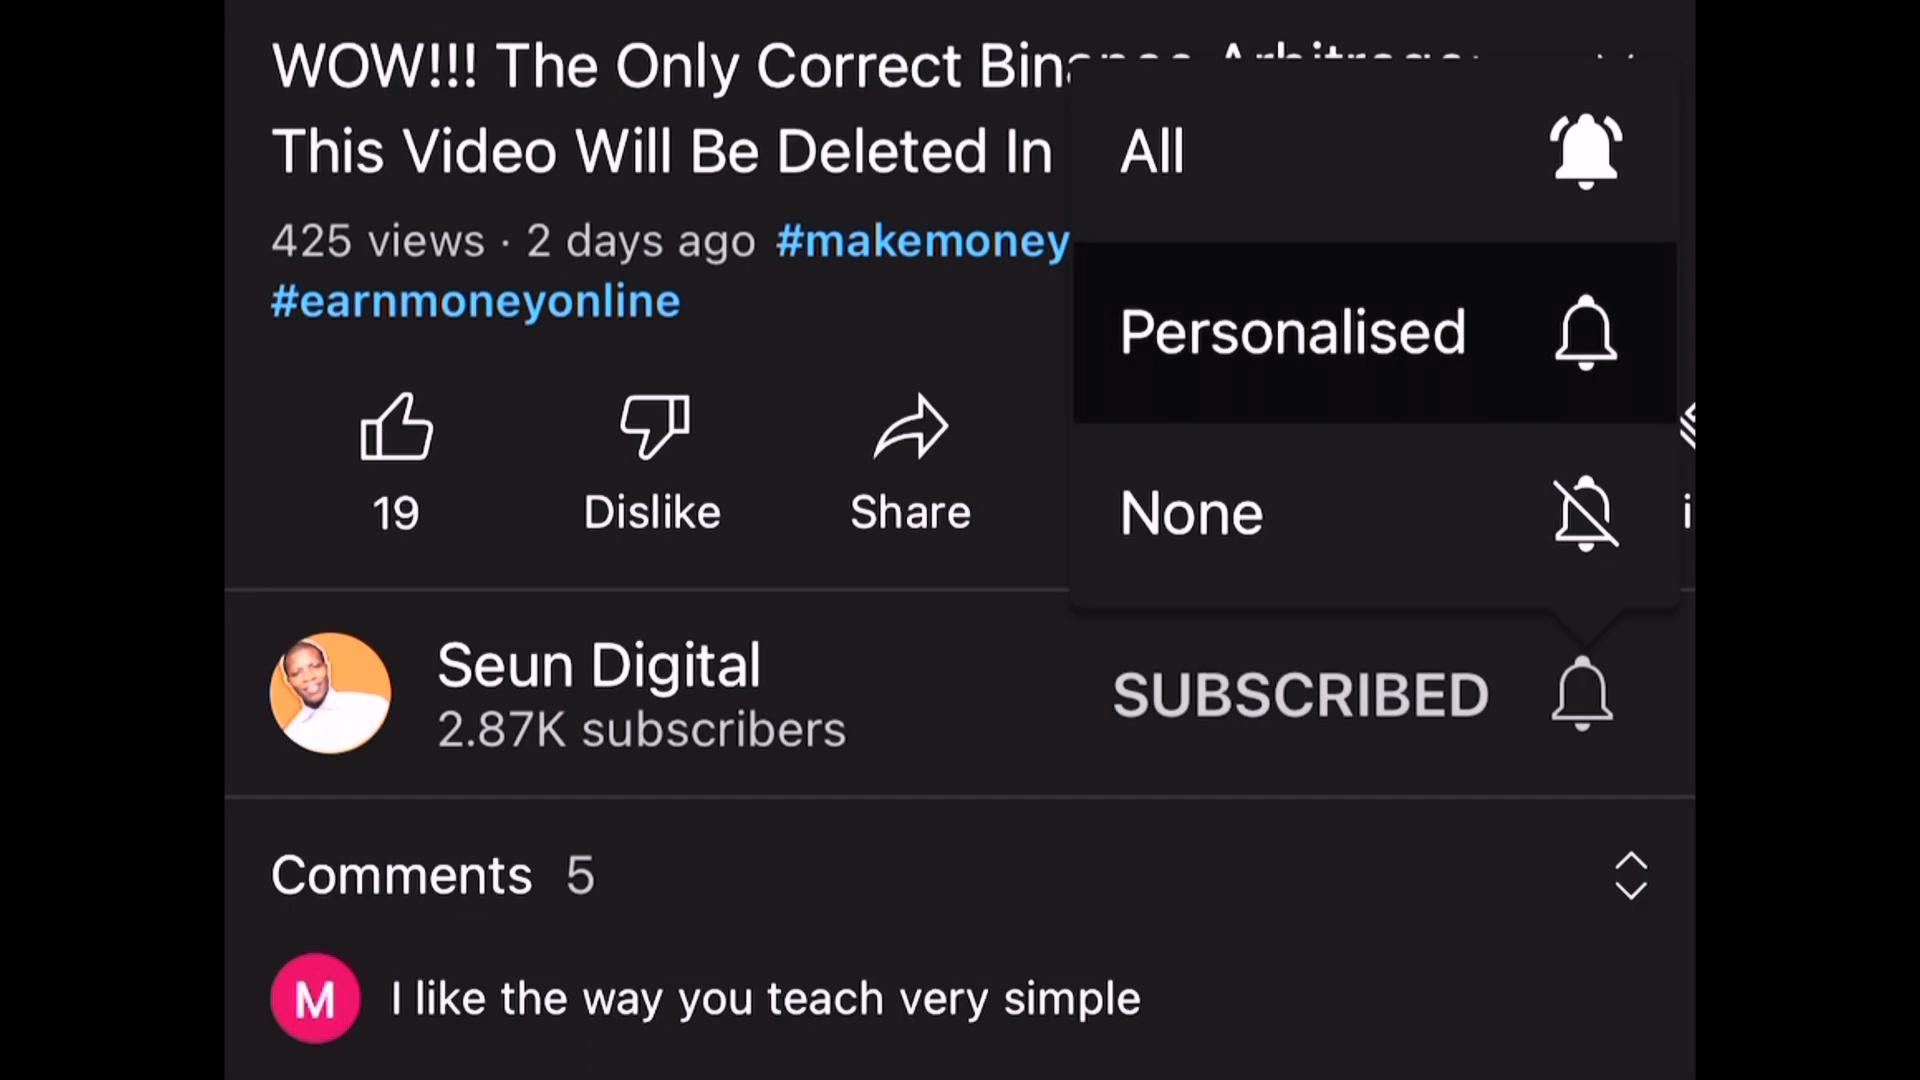 WOW!!! The Only Correct
This Video Will Be Deleted In
425 views · 2 days ago #makemoney
#earnmoneyonline
All
Personalised
None
19
Dislike
Share
Seun Digital
2.87K subscribers
SUBSCRIBED
Comments 5
M
I like the way you teach very simple